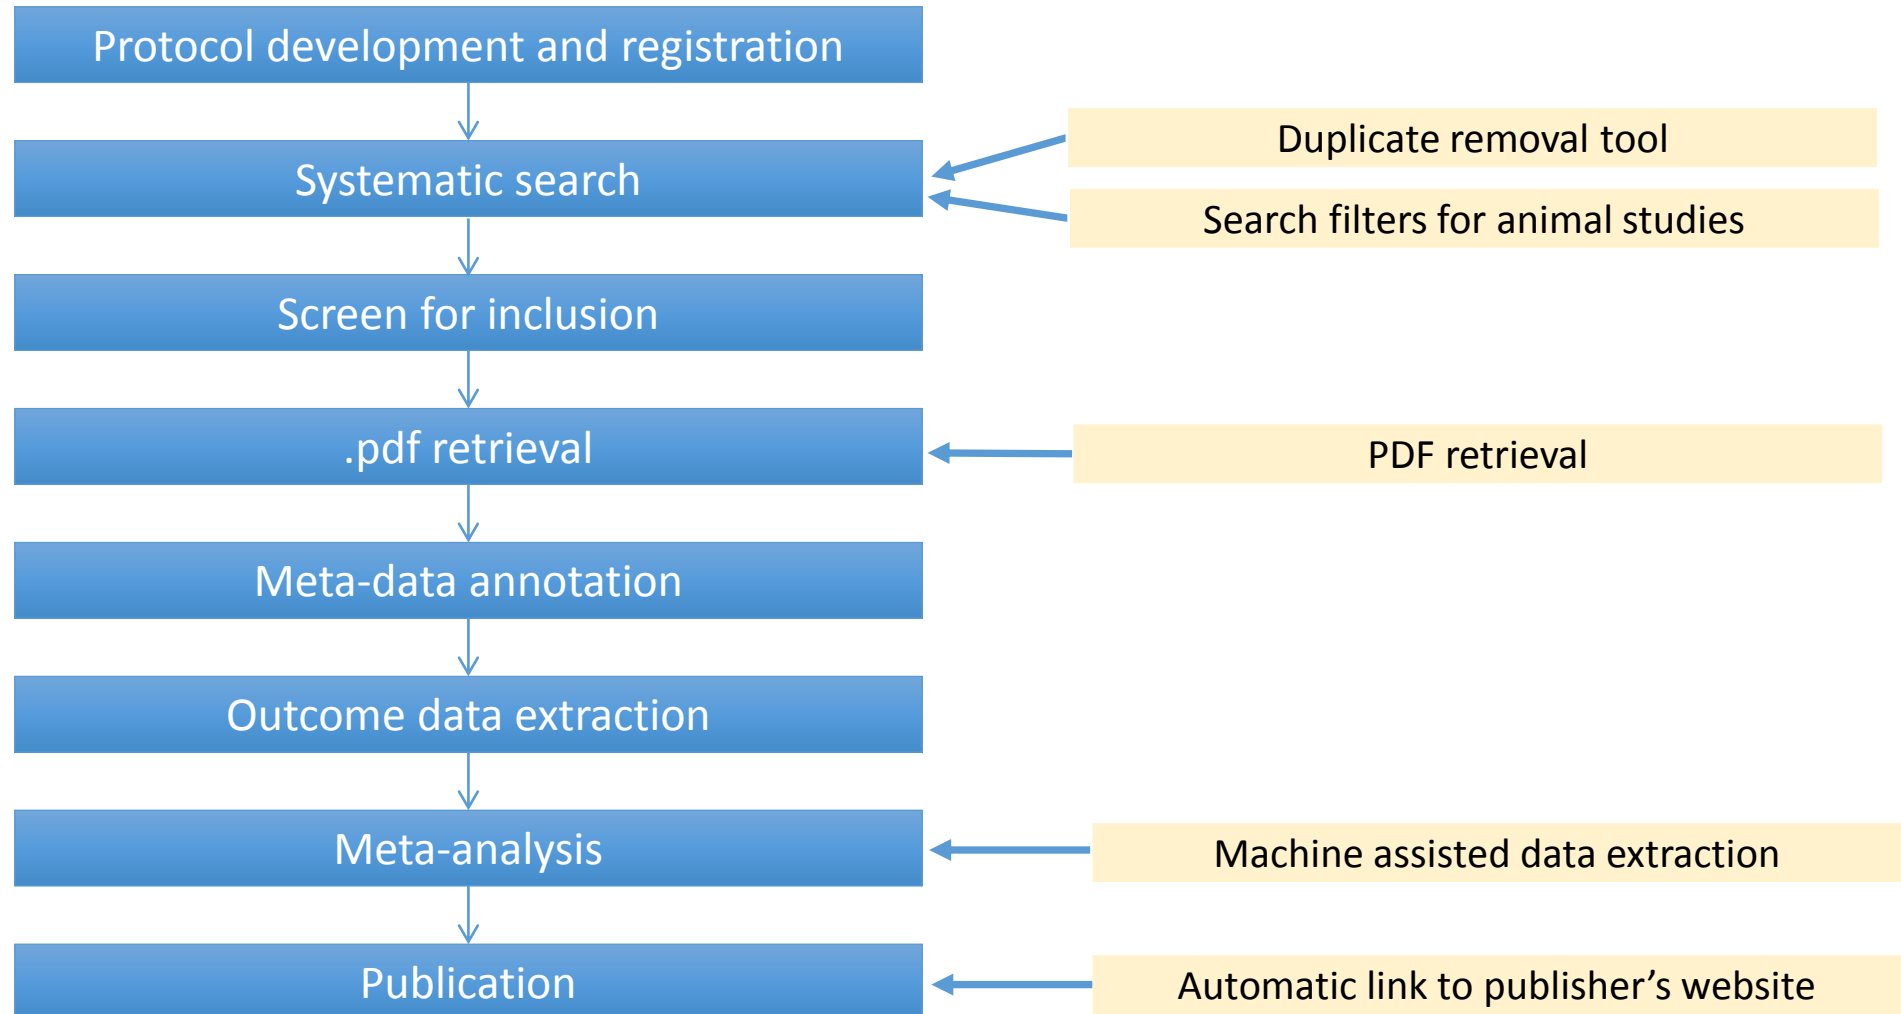 Protocol development and registration
Systematic search
Duplicate removal tool
Search filters for animal studies
Screen for inclusion
.pdf retrieval
PDF retrieval
Meta-data annotation
Outcome data extraction
Meta-analysis
Machine assisted data extraction
Publication
Automatic link to publisher’s website